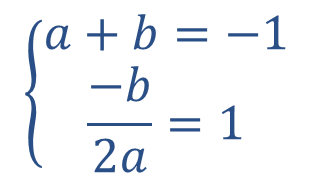 a + b = −1
−b/2a = 1